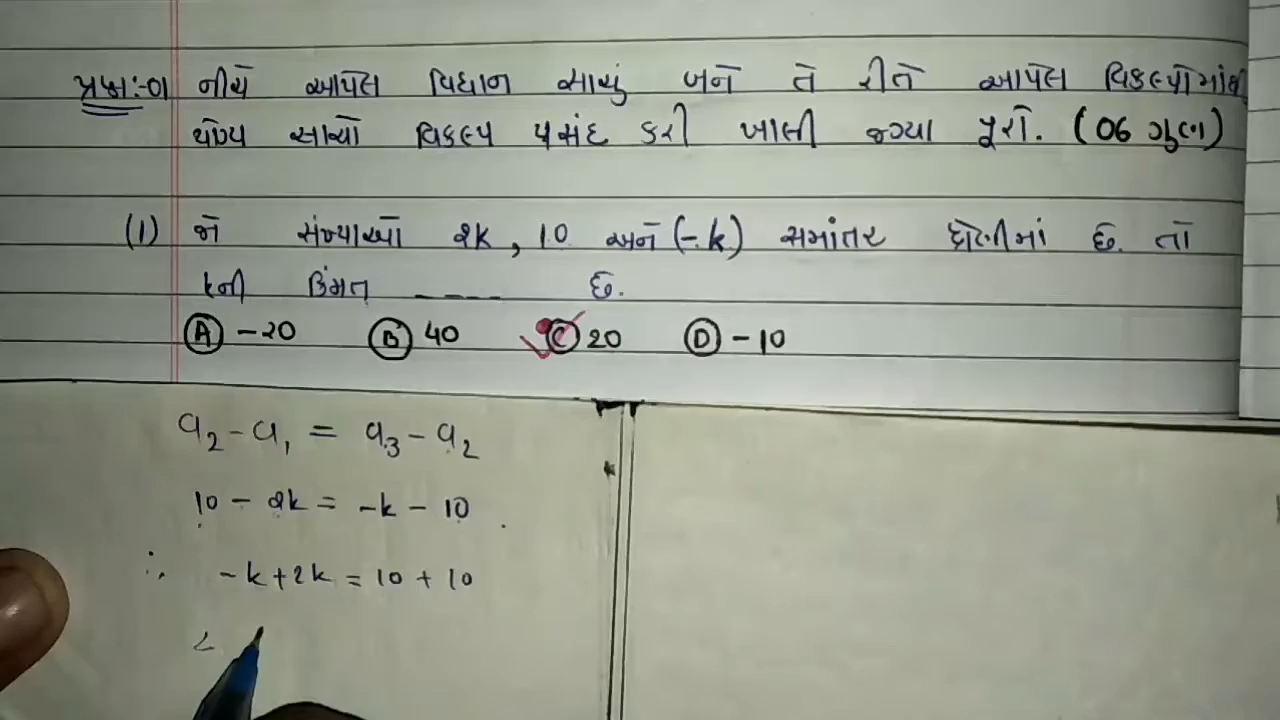 પ્રશ્ન:-01 નીચે આપેલ વિધાન સાચું બને તે રીતે આપેલ વિકલ્પોમાંથી
યોગ્ય સાચો વિકલ્પ પસંદ કરી ખાલી જગ્યા પૂરો. (06 ગુણ)
(1) જો સંખ્યાઓ 2k, 10 અને (-k) સમાંતર શ્રેણીમાં છે. તો
kની કિંમત ---- છે.
(A) -20 (B) 40 (C) 20 (D) -10
a₂ - a₁ = a₃ - a₂
10 - 2k = -k - 10
∴ -k + 2k = 10 + 10